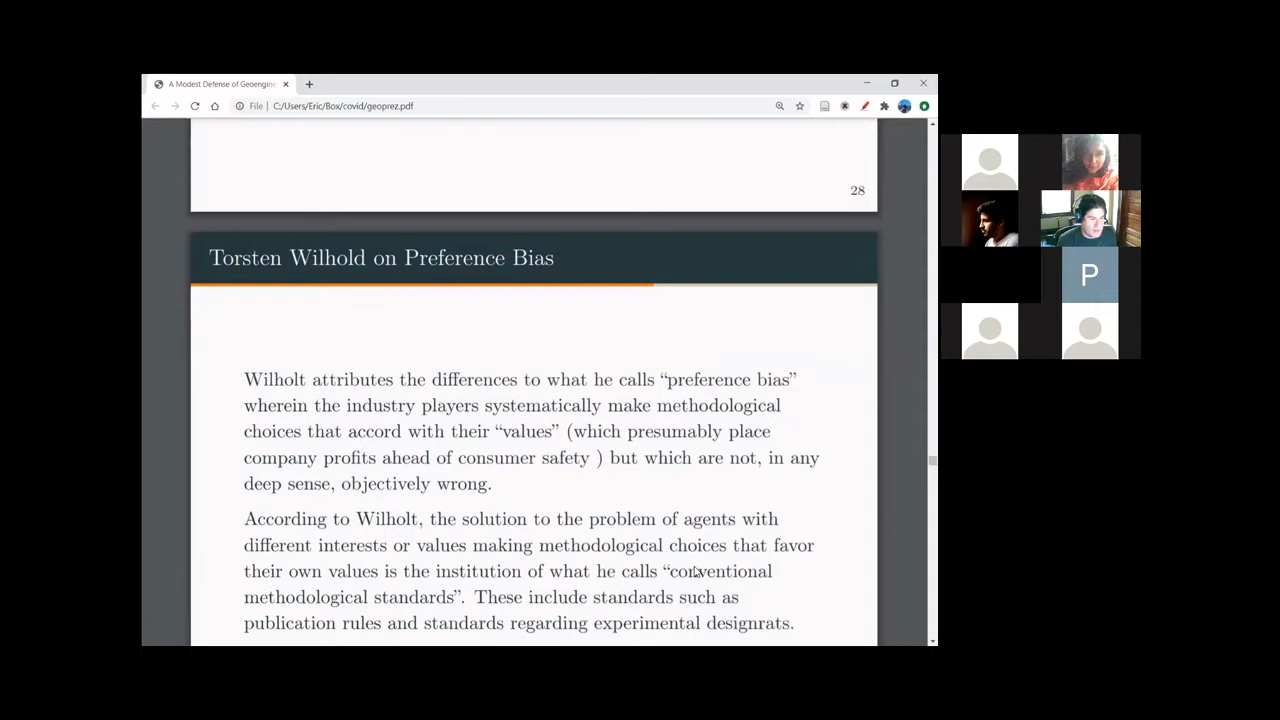 A Modest Defense of Geoengine
File
C:/Users/Eric/Box/covid/geoprez.pdf
28
Torsten Wilhold on Preference Bias
Wilholt attributes the differences to what he calls “preference bias”
wherein the industry players systematically make methodological
choices that accord with their “values” (which presumably place
company profits ahead of consumer safety ) but which are not, in any
deep sense, objectively wrong.
According to Wilholt, the solution to the problem of agents with
different interests or values making methodological choices that favor
their own values is the institution of what he calls “conventional
methodological standards”. These include standards such as
publication rules and standards regarding experimental designrats.
P